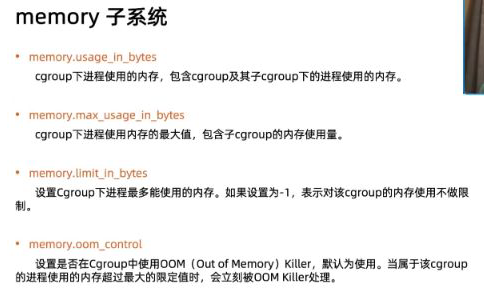 memory 子系统
• memory.usage_in_bytes
cgroup下进程使用的内存，包含cgroup及其子cgroup下的进程使用的内存。
• memory.max_usage_in_bytes
cgroup下进程使用内存的最大值，包含子cgroup的内存使用量。
• memory.limit_in_bytes
设置Cgroup下进程最多能使用的内存。如果设置为-1，表示对该cgroup的内存使用不做限
制。
• memory.oom_control
设置是否在Cgroup中使用OOM（Out of Memory）Killer，默认为使用。当属于该cgroup
的进程使用的内存超过最大的限定值时，会立刻被OOM Killer处理。